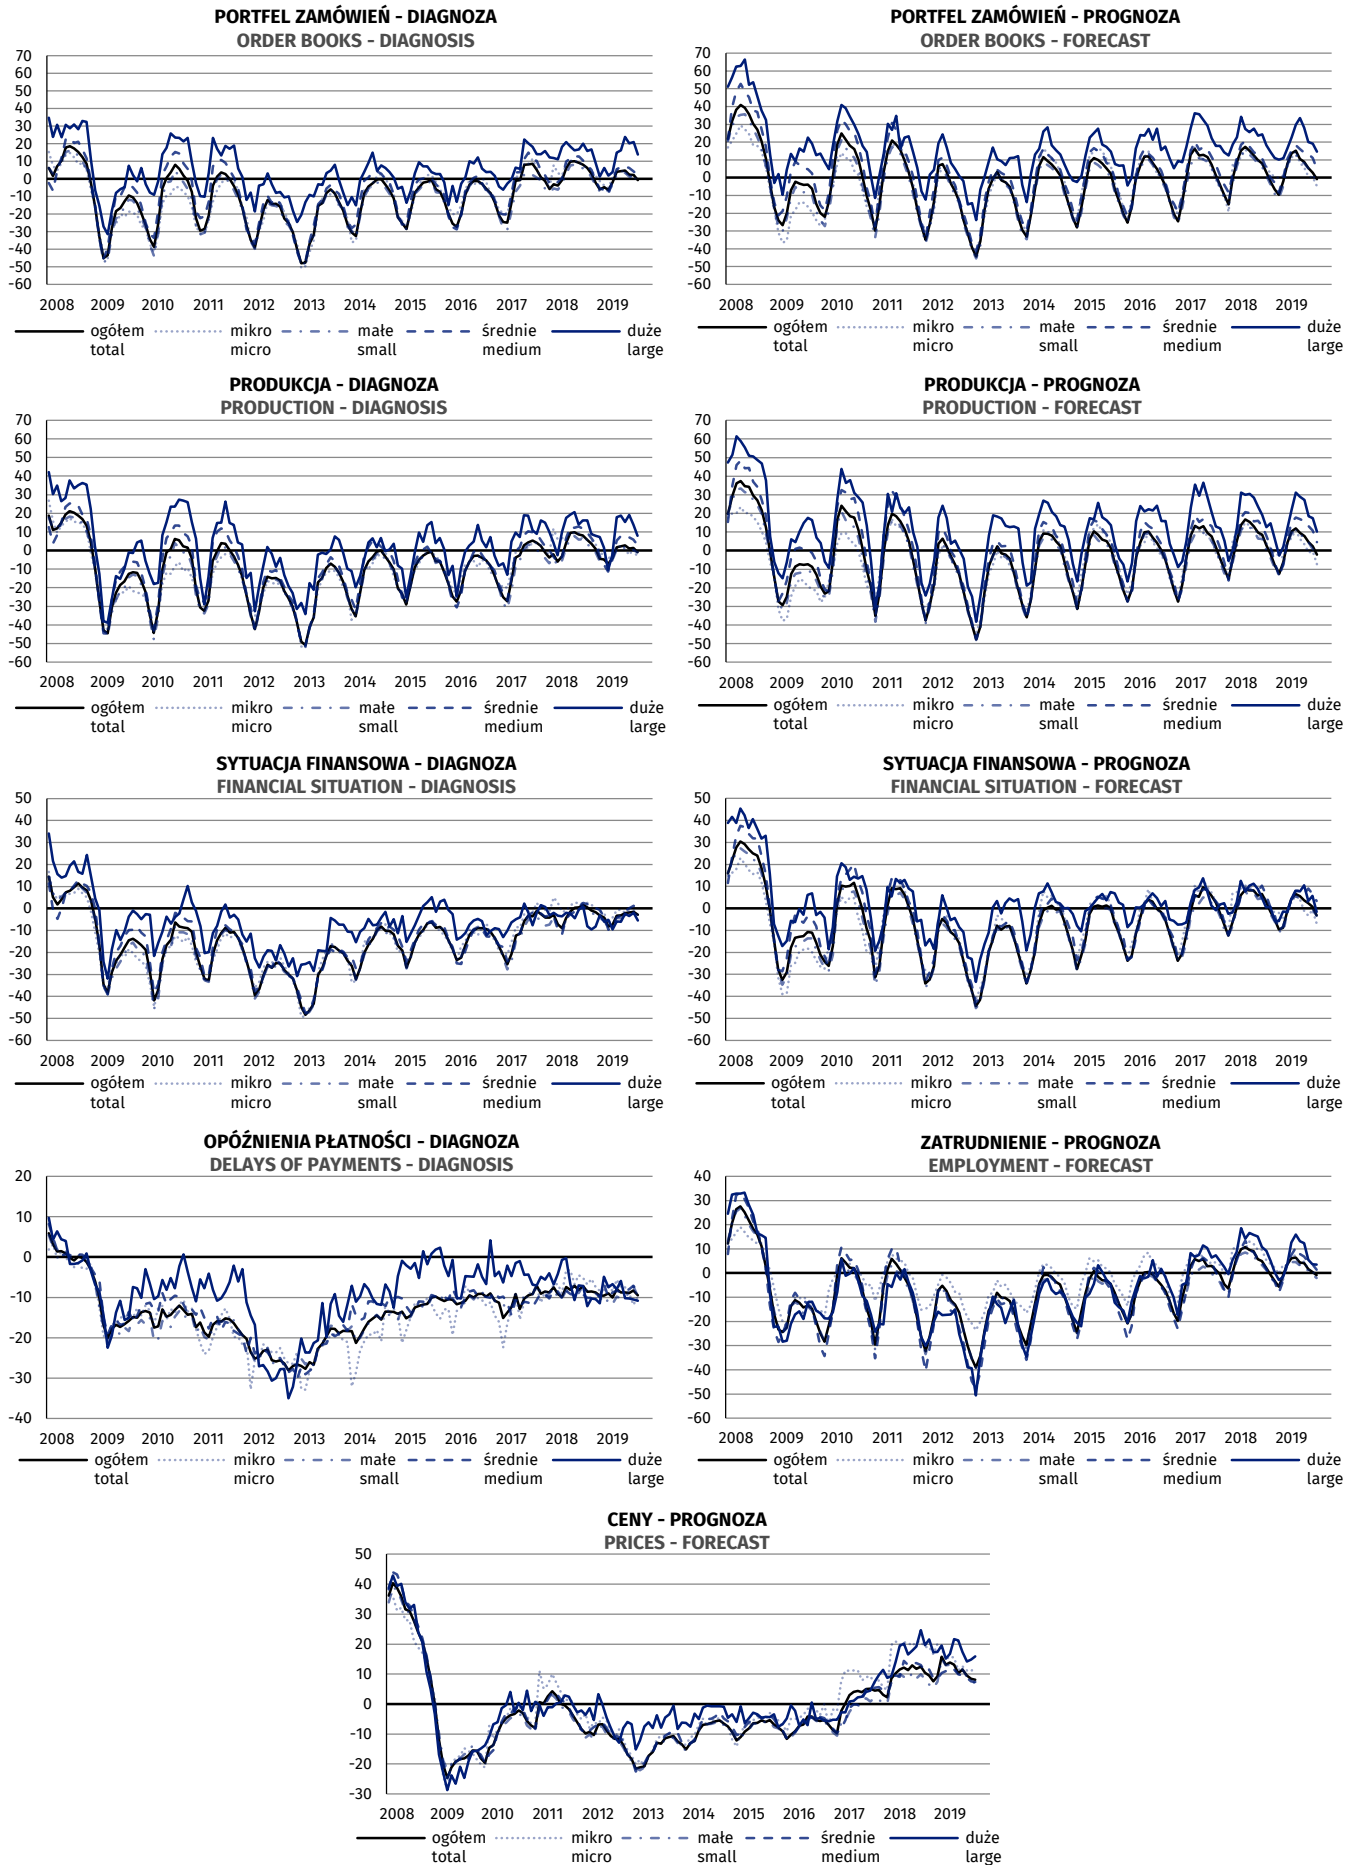 PORTFEL ZAMÓWIEŃ - DIAGNOZA
ORDER BOOKS - DIAGNOSIS
70
60
50
40
30
20
10
0
-10
-20
-30
-40
-50
-60
2008 2009 2010 2011 2012 2013 2014 2015 2016 2017 2018 2019
ogółem mikro małe średnie duże
total micro small medium large
PORTFEL ZAMÓWIEŃ - PROGNOZA
ORDER BOOKS - FORECAST
70
60
50
40
30
20
10
0
-10
-20
-30
-40
-50
-60
2008 2009 2010 2011 2012 2013 2014 2015 2016 2017 2018 2019
ogółem mikro małe średnie duże
total micro small medium large
PRODUKCJA - DIAGNOZA
PRODUCTION - DIAGNOSIS
70
60
50
40
30
20
10
0
-10
-20
-30
-40
-50
-60
2008 2009 2010 2011 2012 2013 2014 2015 2016 2017 2018 2019
ogółem mikro małe średnie duże
total micro small medium large
PRODUKCJA - PROGNOZA
PRODUCTION - FORECAST
70
60
50
40
30
20
10
0
-10
-20
-30
-40
-50
-60
2008 2009 2010 2011 2012 2013 2014 2015 2016 2017 2018 2019
ogółem mikro małe średnie duże
total micro small medium large
SYTUACJA FINANSOWA - DIAGNOZA
FINANCIAL SITUATION - DIAGNOSIS
50
40
30
20
10
0
-10
-20
-30
-40
-50
-60
2008 2009 2010 2011 2012 2013 2014 2015 2016 2017 2018 2019
ogółem mikro małe średnie duże
total micro small medium large
SYTUACJA FINANSOWA - PROGNOZA
FINANCIAL SITUATION - FORECAST
50
40
30
20
10
0
-10
-20
-30
-40
-50
-60
2008 2009 2010 2011 2012 2013 2014 2015 2016 2017 2018 2019
ogółem mikro małe średnie duże
total micro small medium large
OPÓŹNIENIA PŁATNOŚCI - DIAGNOZA
DELAYS OF PAYMENTS - DIAGNOSIS
20
10
0
-10
-20
-30
-40
2008 2009 2010 2011 2012 2013 2014 2015 2016 2017 2018 2019
ogółem mikro małe średnie duże
total micro small medium large
ZATRUDNIENIE - PROGNOZA
EMPLOYMENT - FORECAST
40
30
20
10
0
-10
-20
-30
-40
-50
-60
2008 2009 2010 2011 2012 2013 2014 2015 2016 2017 2018 2019
ogółem mikro małe średnie duże
total micro small medium large
CENY - PROGNOZA
PRICES - FORECAST
50
40
30
20
10
0
-10
-20
-30
2008 2009 2010 2011 2012 2013 2014 2015 2016 2017 2018 2019
ogółem mikro małe średnie duże
total micro small medium large